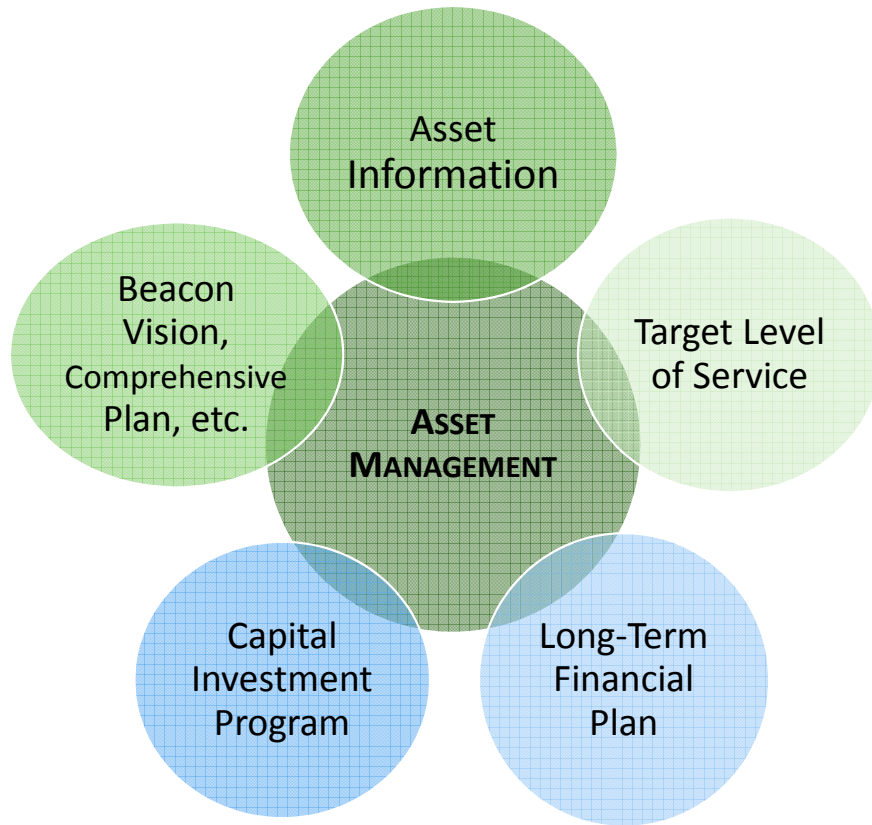 Asset
Information
Beacon
Vision,
Comprehensive
Plan, etc.
Target Level
of Service
ASSET
MANAGEMENT
Capital
Investment
Program
Long-Term
Financial
Plan